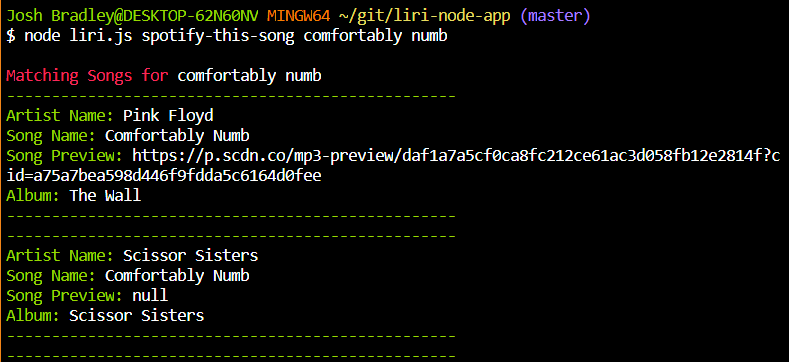 Josh Bradley@DESKTOP-62N60NV MINGW64 ~/git/liri-node-app (master)
$ node liri.js spotify-this-song comfortably numb
Matching Songs for comfortably numb
--------------------------------------------------
Artist Name: Pink Floyd
Song Name: Comfortably Numb
Song Preview: https://p.scdn.co/mp3-preview/daf1a7a5cf0ca8fc212ce61ac3d058fb12e2814f?c
id=a75a7bea598d446f9fdda5c6164d0fee
Album: The Wall
--------------------------------------------------
--------------------------------------------------
Artist Name: Scissor Sisters
Song Name: Comfortably Numb
Song Preview: null
Album: Scissor Sisters
--------------------------------------------------
--------------------------------------------------